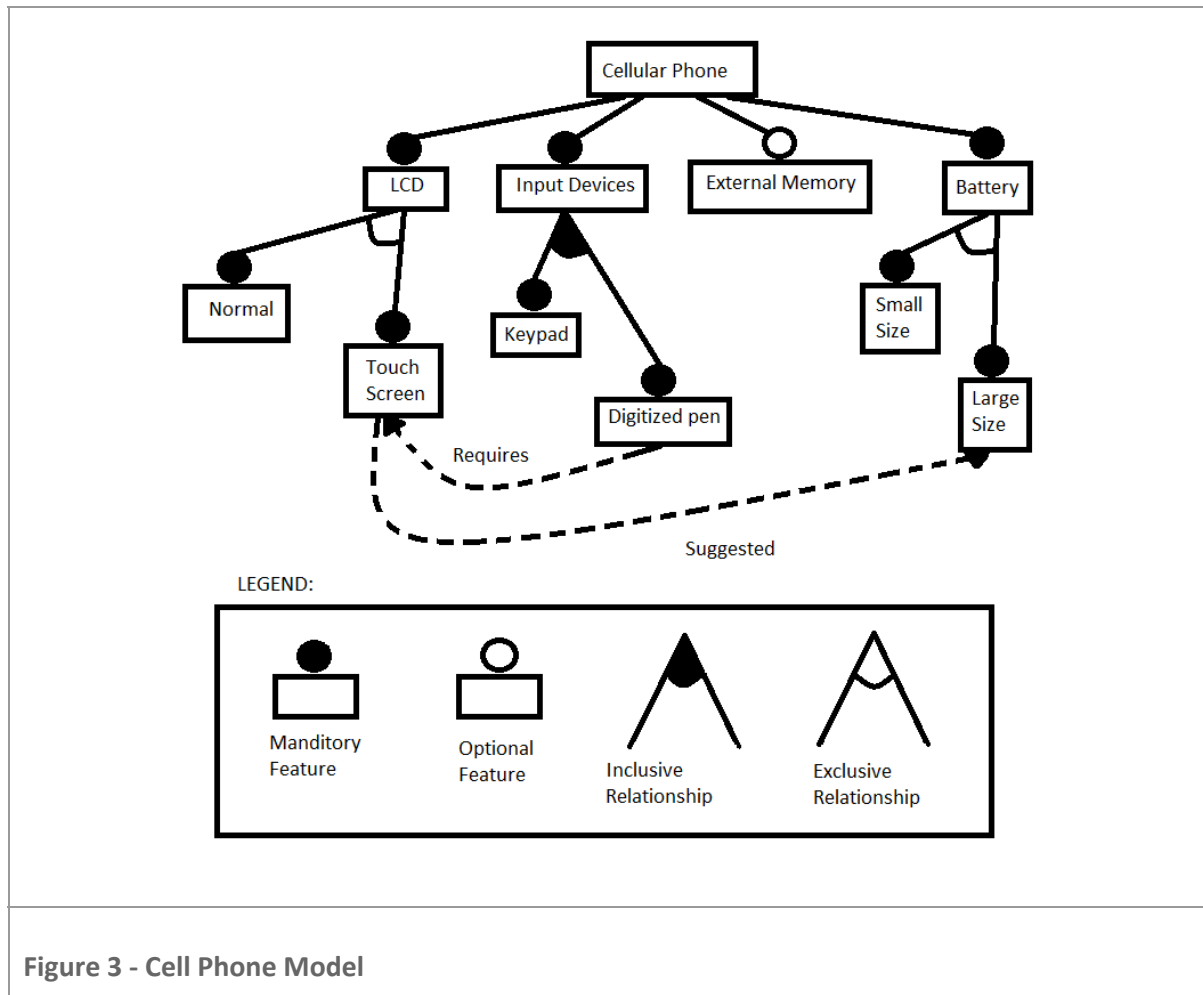 Cellular Phone
LCD
Input Devices
External Memory
Battery
Normal
Touch
Screen
Keypad
Digitized pen
Small
Size
Large
Size
Requires
Suggested
LEGEND:
Manditory
Feature
Optional
Feature
Inclusive
Relationship
Exclusive
Relationship
Figure 3 - Cell Phone Model